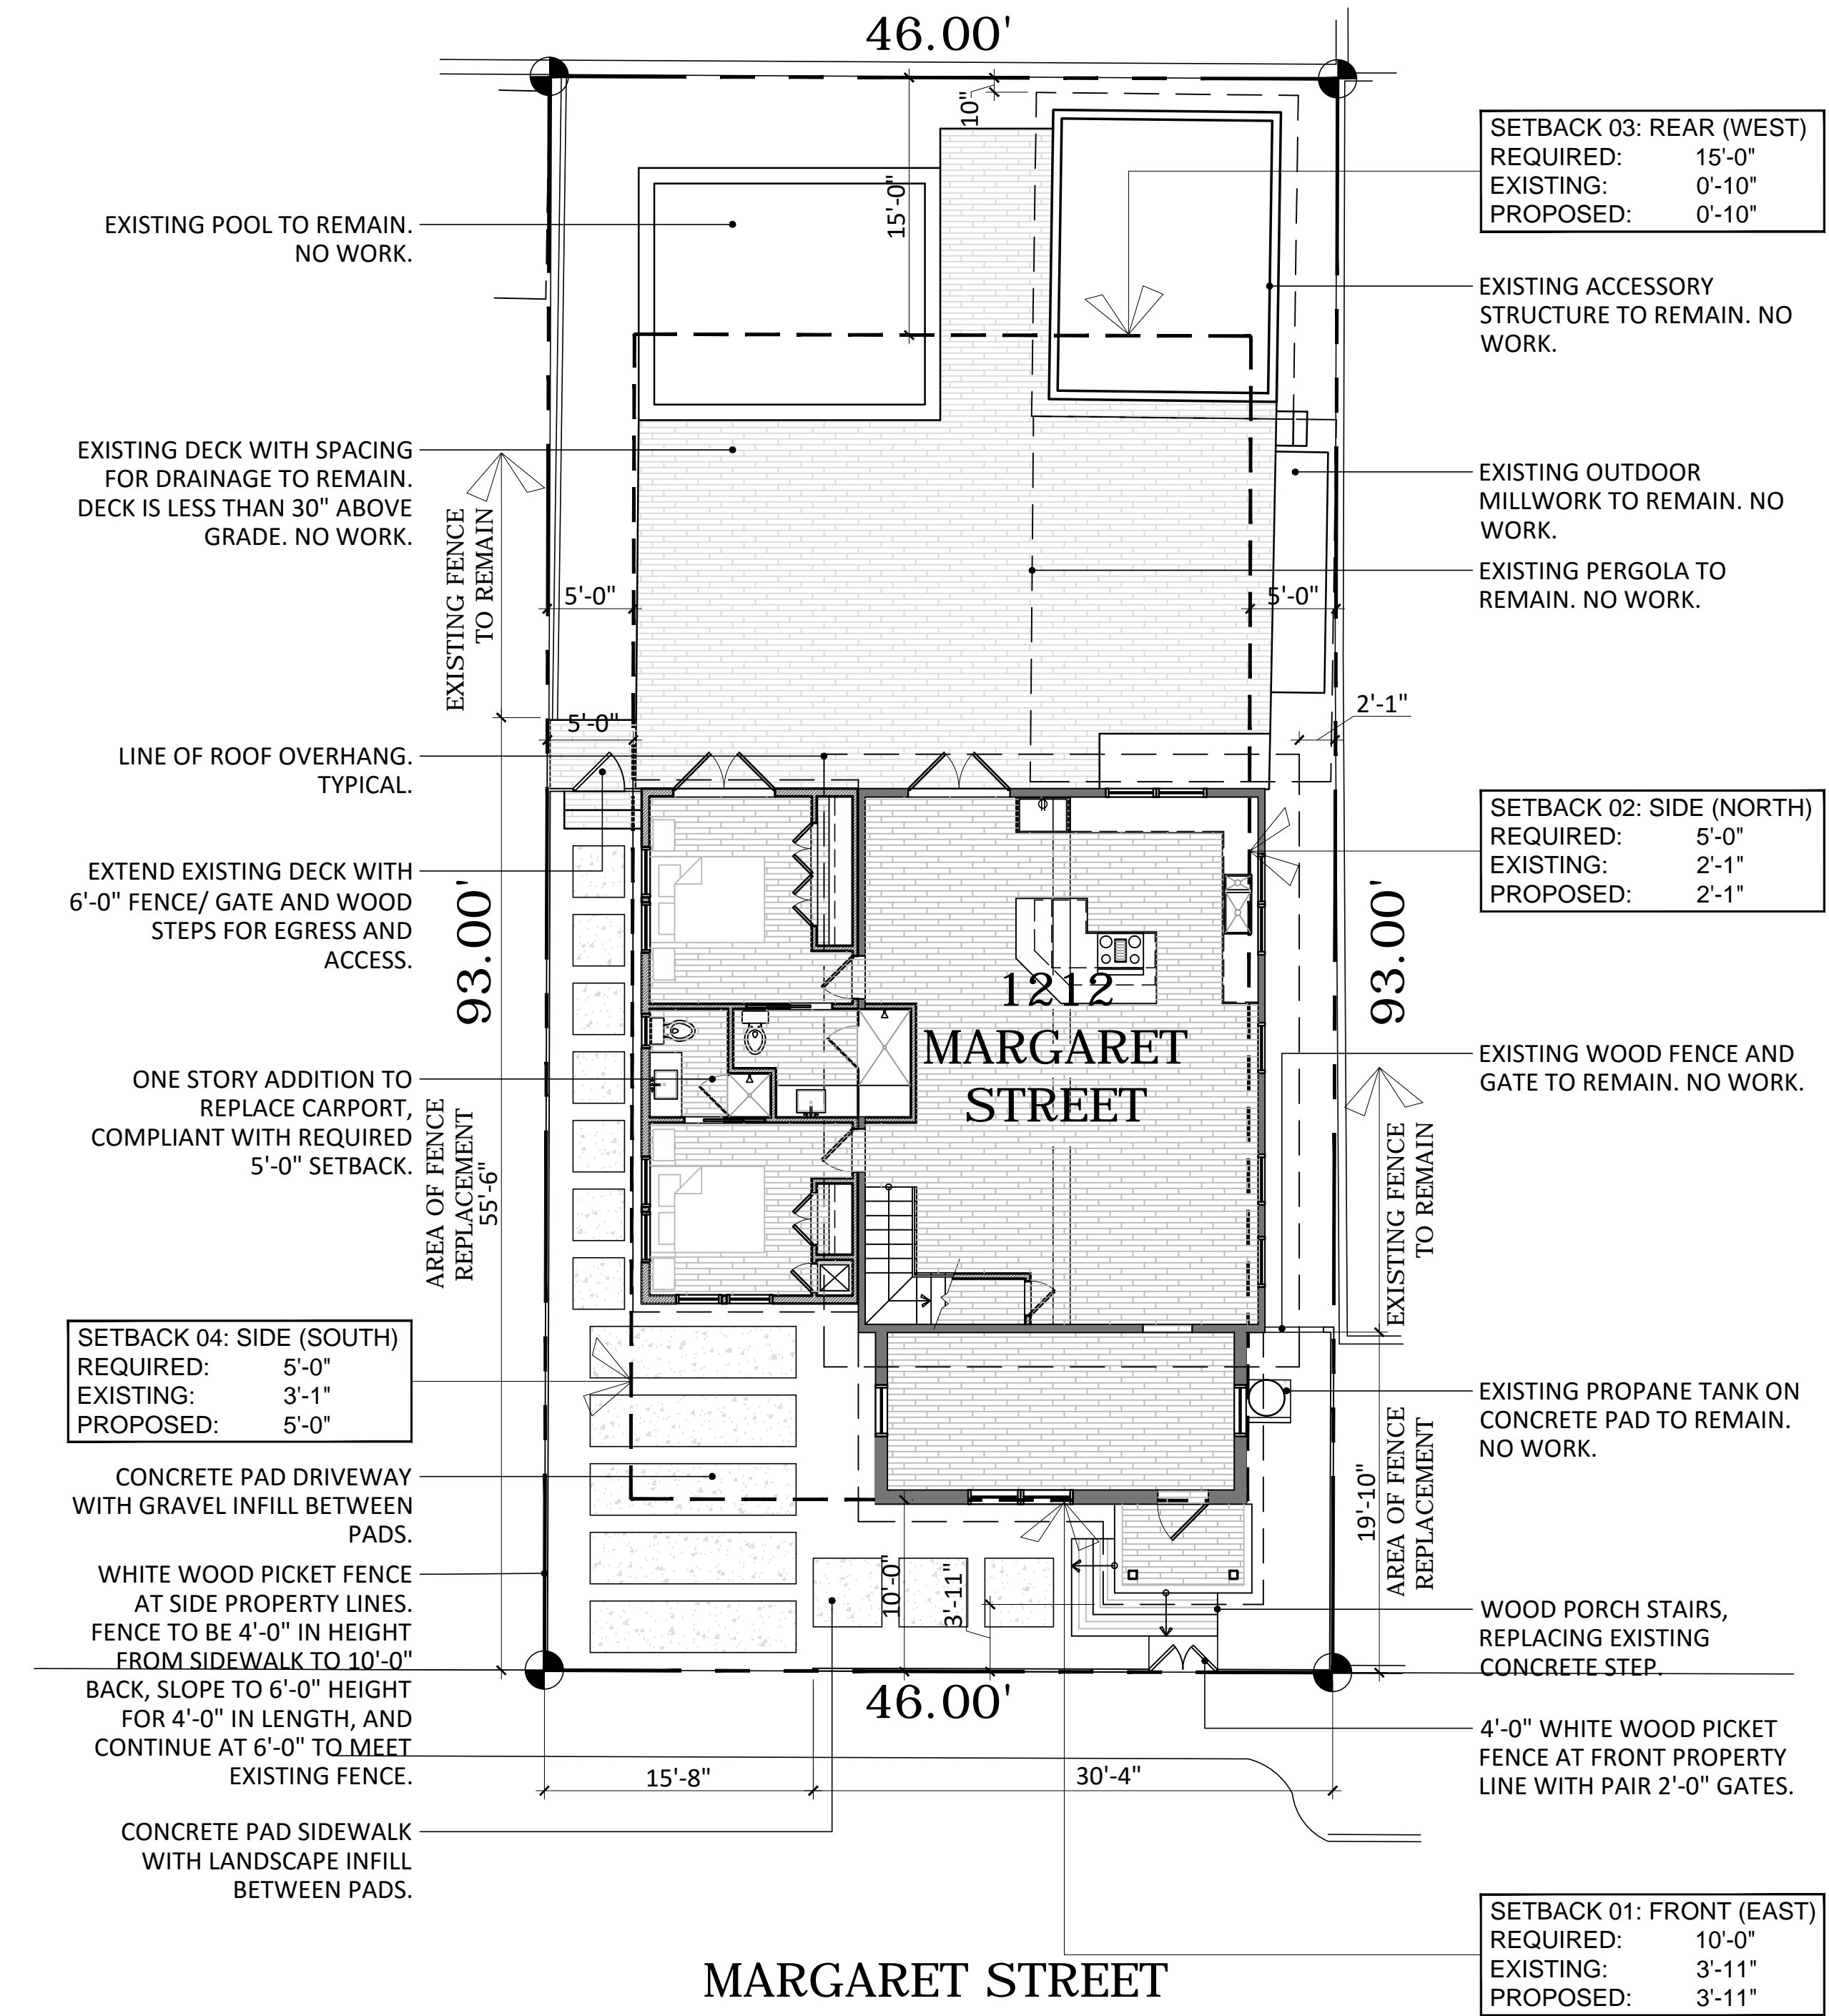 46.00'
10"
15'-0"
SETBACK 03: REAR (WEST)
REQUIRED: 15'-0"
EXISTING: 0'-10"
PROPOSED: 0'-10"
EXISTING POOL TO REMAIN.
NO WORK.
EXISTING ACCESSORY
STRUCTURE TO REMAIN. NO
WORK.
EXISTING DECK WITH SPACING
FOR DRAINAGE TO REMAIN.
DECK IS LESS THAN 30" ABOVE
GRADE. NO WORK.
EXISTING FENCE
TO REMAIN
EXISTING OUTDOOR
MILLWORK TO REMAIN. NO
WORK.
EXISTING PERGOLA TO
REMAIN. NO WORK.
5'-0"
5'-0"
2'-1"
5'-0"
LINE OF ROOF OVERHANG.
TYPICAL.
SETBACK 02: SIDE (NORTH)
REQUIRED: 5'-0"
EXISTING: 2'-1"
PROPOSED: 2'-1"
EXTEND EXISTING DECK WITH
6'-0" FENCE/ GATE AND WOOD
STEPS FOR EGRESS AND
ACCESS.
93.00'
93.00'
1212
MARGARET
STREET
EXISTING WOOD FENCE AND
GATE TO REMAIN. NO WORK.
ONE STORY ADDITION TO
REPLACE CARPORT,
COMPLIANT WITH REQUIRED
5'-0" SETBACK.
AREA OF FENCE
REPLACEMENT
55'-6"
EXISTING FENCE
TO REMAIN
SETBACK 04: SIDE (SOUTH)
REQUIRED: 5'-0"
EXISTING: 3'-1"
PROPOSED: 5'-0"
EXISTING PROPANE TANK ON
CONCRETE PAD TO REMAIN.
NO WORK.
19'-10"
AREA OF FENCE
REPLACEMENT
CONCRETE PAD DRIVEWAY
WITH GRAVEL INFILL BETWEEN
PADS.
WHITE WOOD PICKET FENCE
AT SIDE PROPERTY LINES.
FENCE TO BE 4'-0" IN HEIGHT
FROM SIDEWALK TO 10'-0"
BACK, SLOPE TO 6'-0" HEIGHT
FOR 4'-0" IN LENGTH, AND
CONTINUE AT 6'-0" TO MEET
EXISTING FENCE.
10'-0"
3'-11"
WOOD PORCH STAIRS,
REPLACING EXISTING
CONCRETE STEP.
46.00'
4'-0" WHITE WOOD PICKET
FENCE AT FRONT PROPERTY
LINE WITH PAIR 2'-0" GATES.
15'-8"
30'-4"
CONCRETE PAD SIDEWALK
WITH LANDSCAPE INFILL
BETWEEN PADS.
SETBACK 01: FRONT (EAST)
REQUIRED: 10'-0"
EXISTING: 3'-11"
PROPOSED: 3'-11"
MARGARET STREET